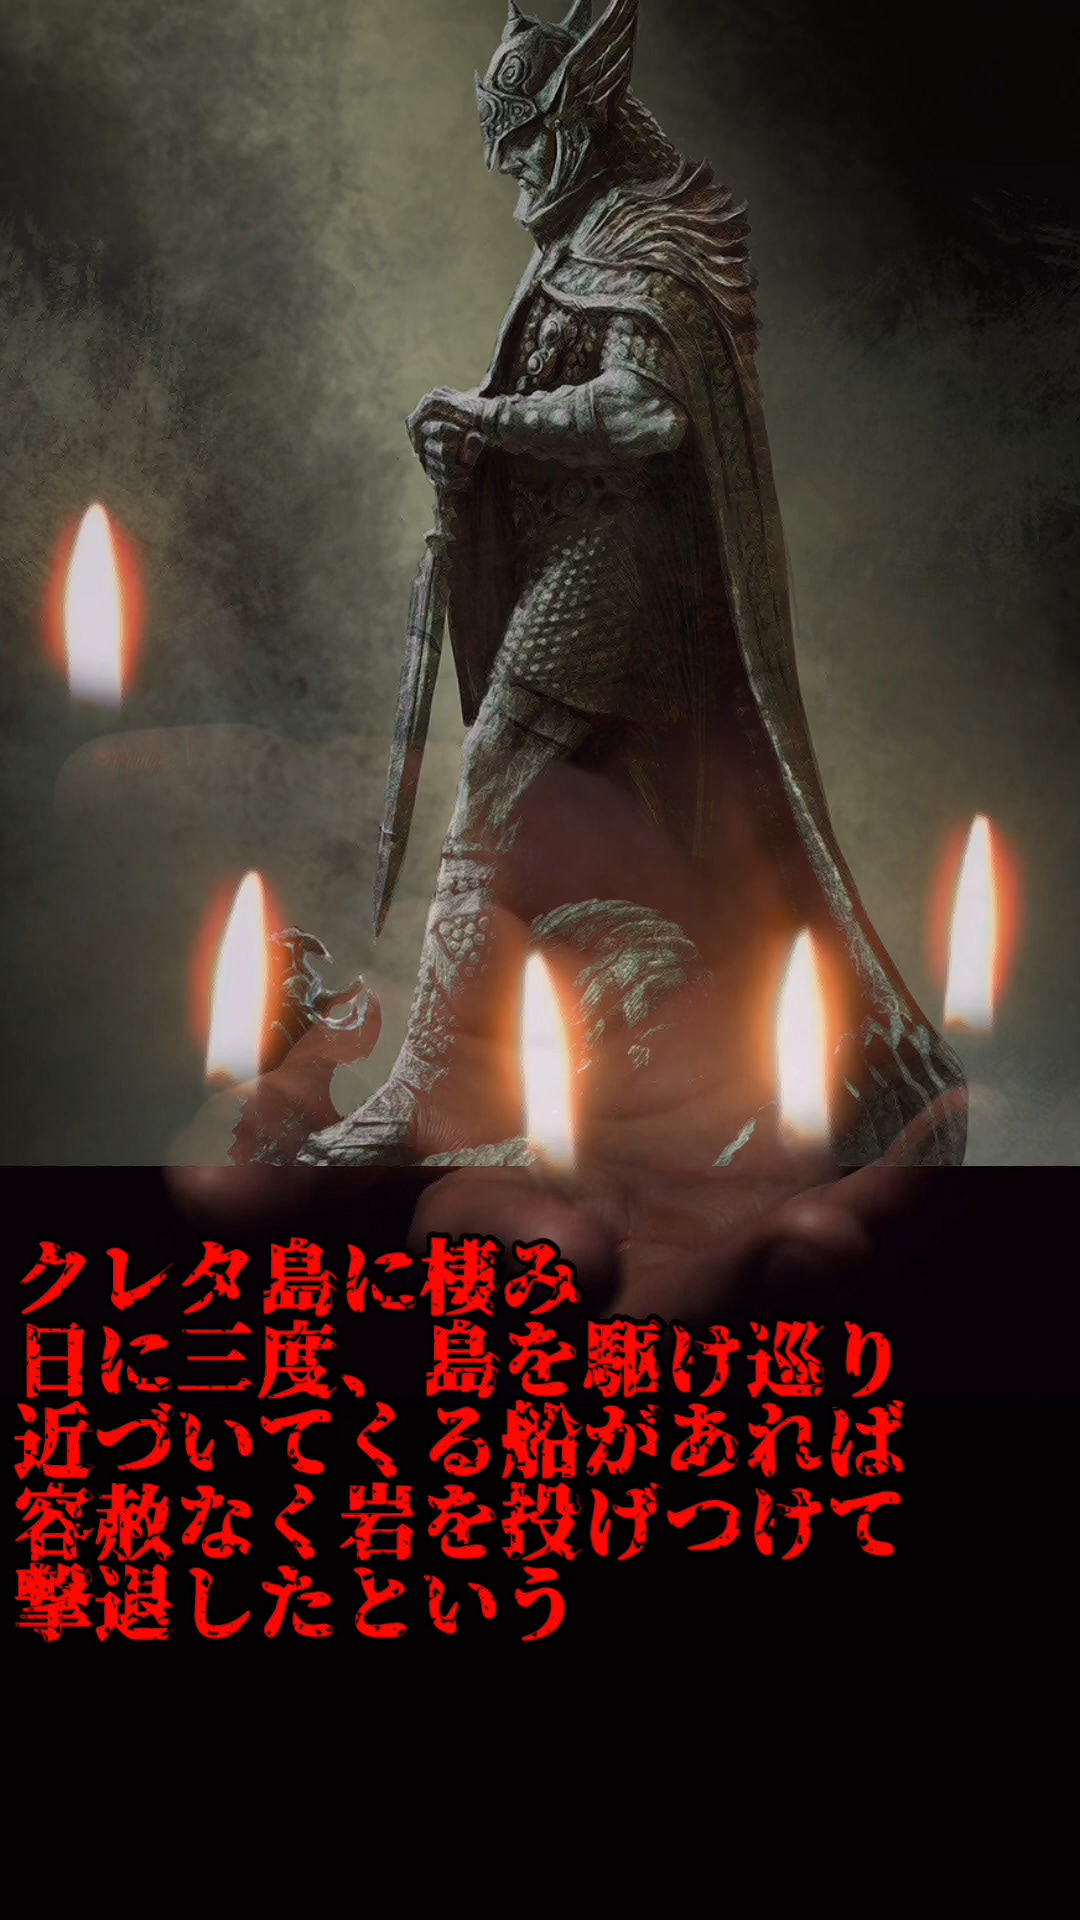 クレタ島に棲み
日に三度、島を駆け巡り
近づいてくる船があれば
容赦なく岩を投げつけて
撃退したという